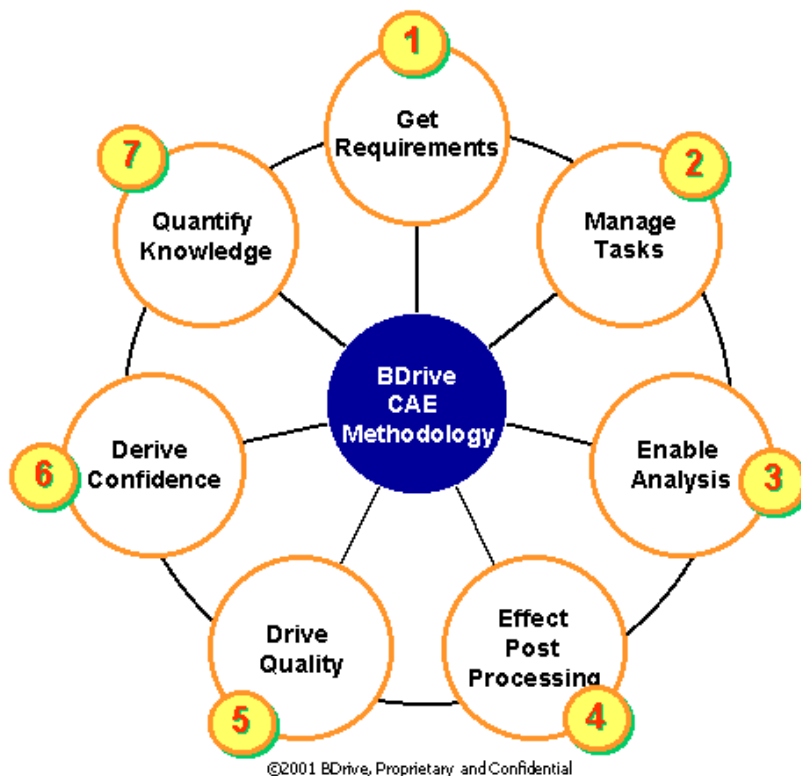 1
Get
Requirements
2
Manage
Tasks
3
Enable
Analysis
4
Effect
Post
Processing
5
Drive
Quality
6
Derive
Confidence
7
Quantify
Knowledge
BDrive
CAE
Methodology
©2001 BDrive, Proprietary and Confidential